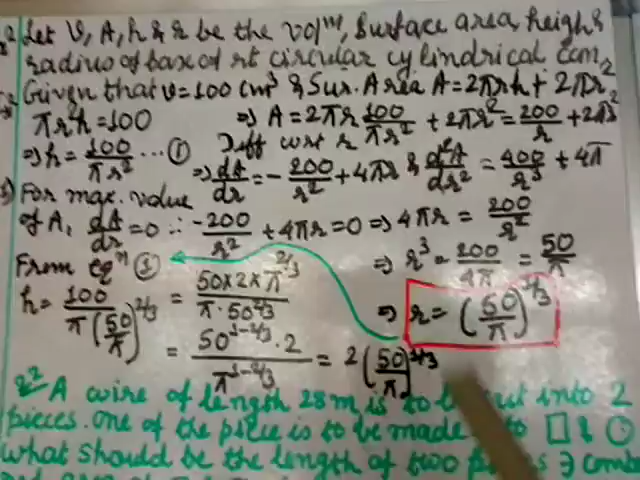 Let V, A, h & r be the vol^m, surface area, height &
radius of base of rt circular cylindrical can
Given that v=100 cm³ & Sur. Area A=2πrh+2πr²
πr²h=100 ⇒ A=2πr 100/πr² + 2πr² = 200/r + 2πr²
⇒ h=100/πr² ...① Diff wrt r
⇒ dA/dr = -200/r² + 4πr & d²A/dr² = 400/r³ + 4π
For max. value
of A, dA/dr=0 ∴ -200/r² + 4πr=0 ⇒ 4πr = 200/r²
From eqⁿ ① ⇒ r³ = 200/4π = 50/π
h= 100/π(50/π)^2/3 = 50×2×π^2/3/π·50^2/3 ⇒ r=(50/π)^1/3
= 50^1-2/3·2/π^1-2/3 = 2(50/π)^1/3
A wire of length 28m is to be cut into 2
pieces. One of the piece is to be made into □ & ○
what should be the length of two pieces ∋ comb